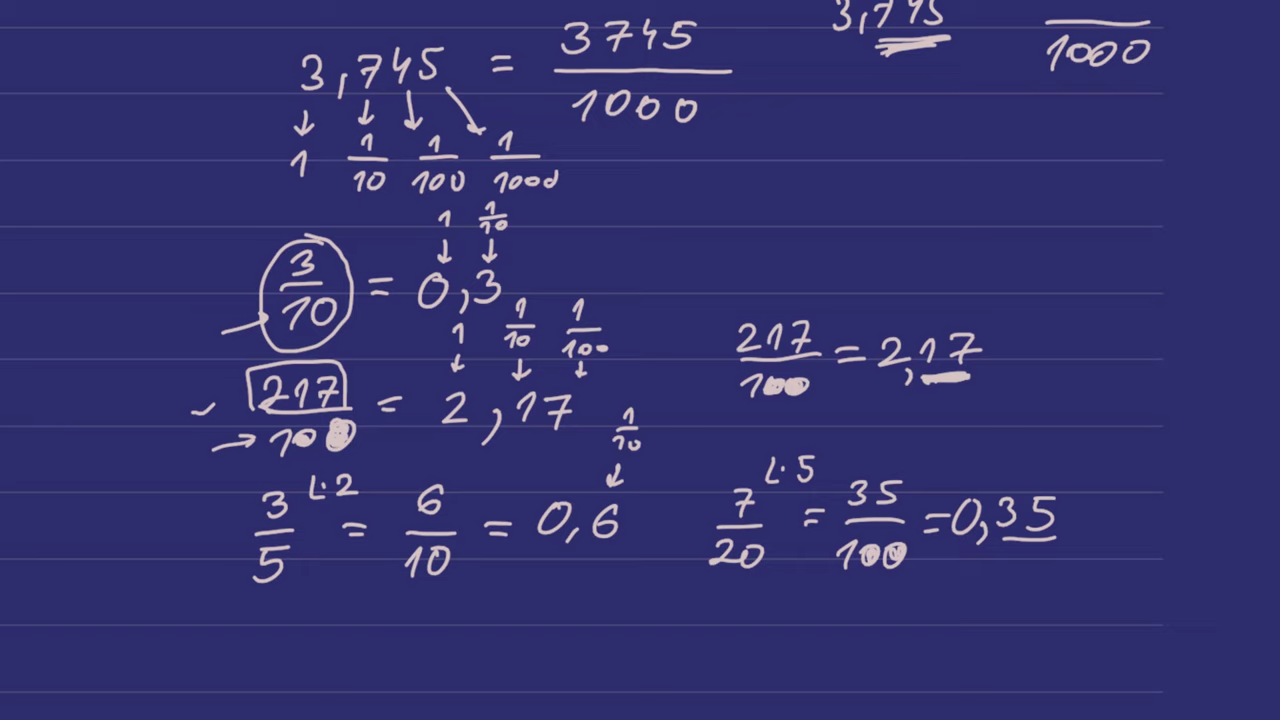 3,745 = 3745/1000
3,745 /1000
↓ ↓ ↓ ↘
1 1/10 1/100 1/1000
1 1/10
↓ ↓
3/10 = 0,3
1 1/10 1/100
↓ ↓ ↓
217/100 = 2,17
217/100 = 2,17
1/10
↓
3/5 = 6/10 = 0,6
7/20 = 35/100 = 0,35